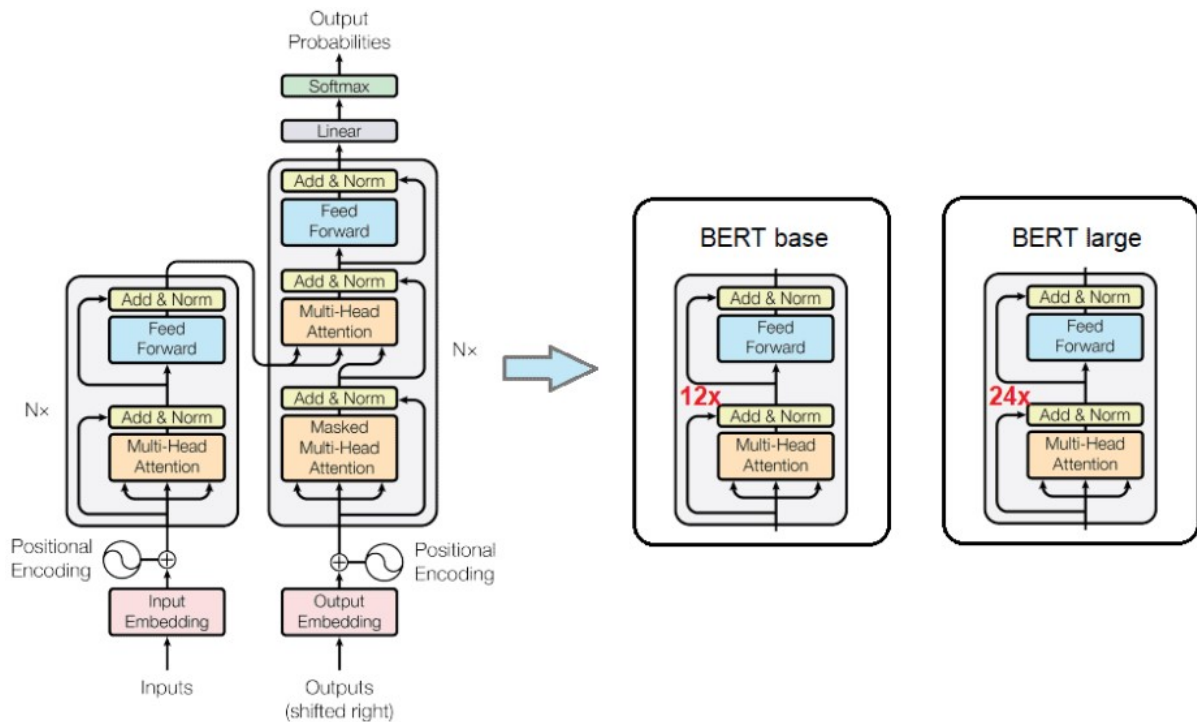 Output
Probabilities
Softmax
Linear
Add & Norm
Feed
Forward
Add & Norm
Multi-Head
Attention
Nx
Add & Norm
Masked
Multi-Head
Attention
Positional
Encoding
Output
Embedding
Outputs
(shifted right)
Add & Norm
Feed
Forward
Nx
Add & Norm
Multi-Head
Attention
Positional
Encoding
Input
Embedding
Inputs
BERT base
Add & Norm
Feed
Forward
12x
Add & Norm
Multi-Head
Attention
BERT large
Add & Norm
Feed
Forward
24x
Add & Norm
Multi-Head
Attention